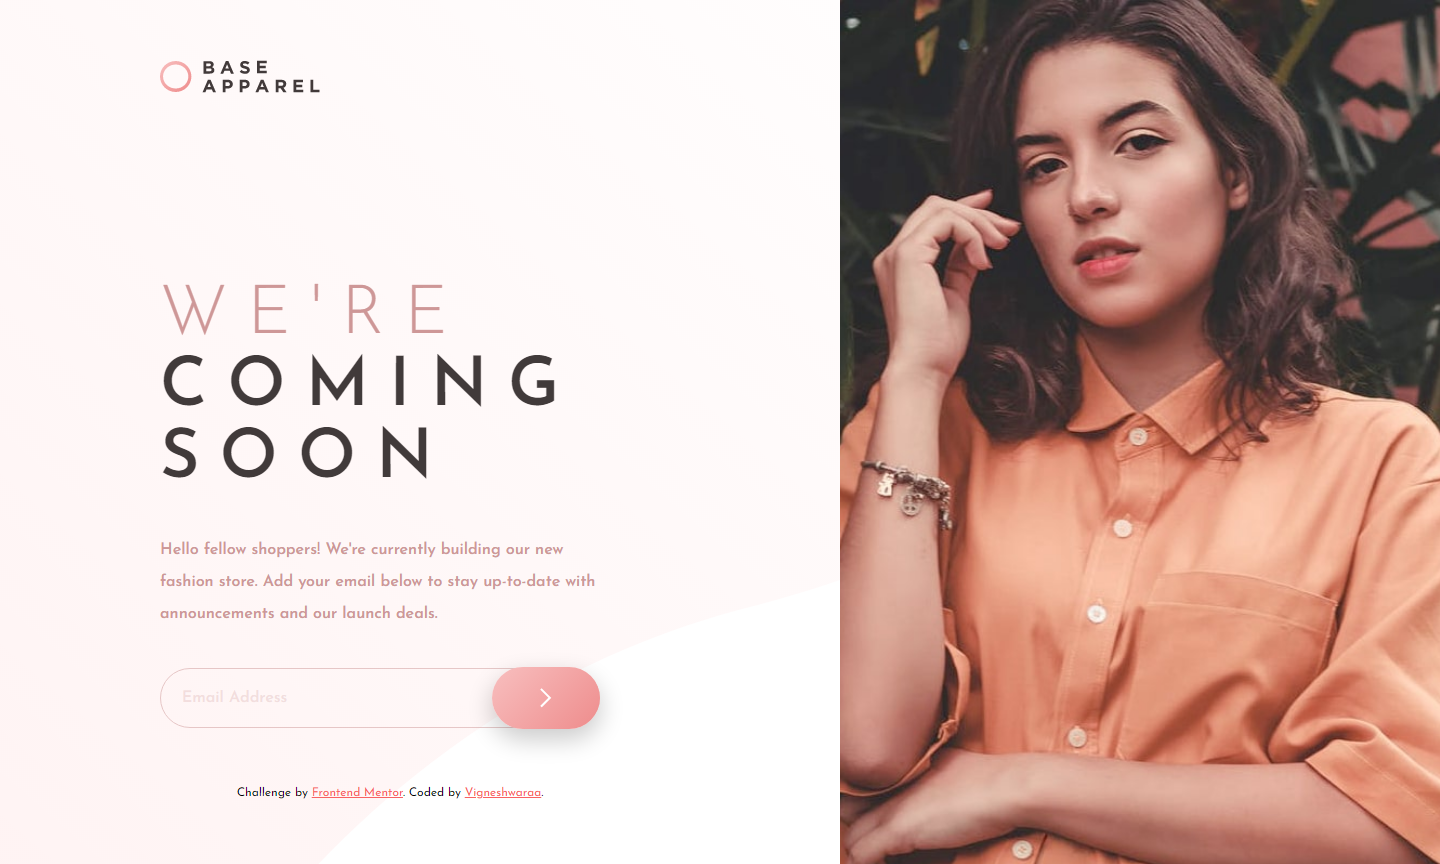 BASE
APPAREL
WE'RE
COMING
SOON
Hello fellow shoppers! We're currently building our new
fashion store. Add your email below to stay up-to-date with
announcements and our launch deals.
Email Address
Challenge by Frontend Mentor. Coded by Vigneshwaraa.